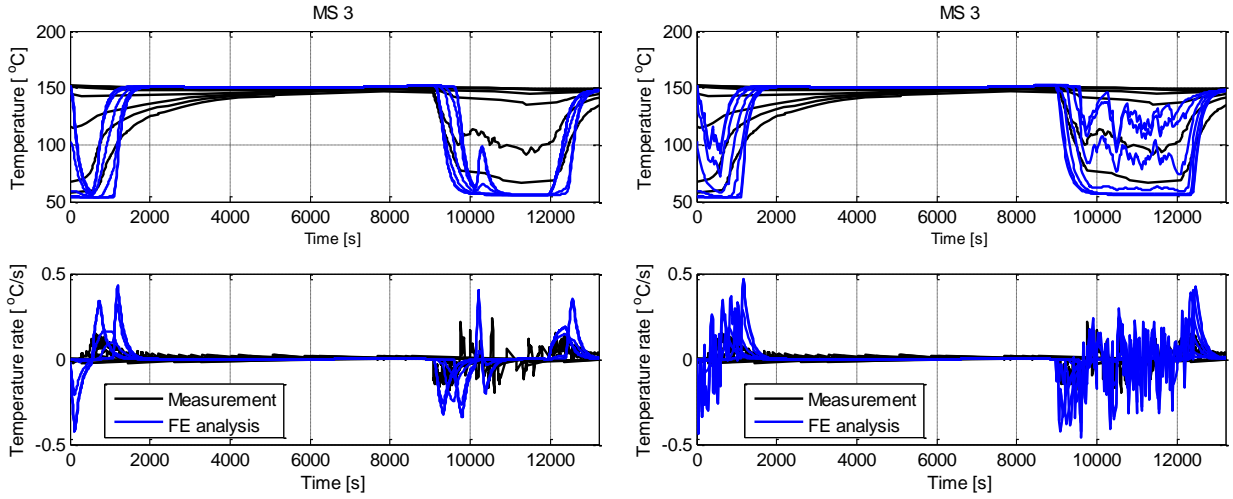 MS 3
Temperature [ °C]
200
150
100
50
0 2000 4000 6000 8000 10000 12000
Time [s]
Temperature rate [ °C/s]
0.5
0
-0.5
Measurement
FE analysis
0 2000 4000 6000 8000 10000 12000
Time [s]
MS 3
Temperature [ °C]
200
150
100
50
0 2000 4000 6000 8000 10000 12000
Time [s]
Temperature rate [ °C/s]
0.5
0
-0.5
Measurement
FE analysis
0 2000 4000 6000 8000 10000 12000
Time [s]